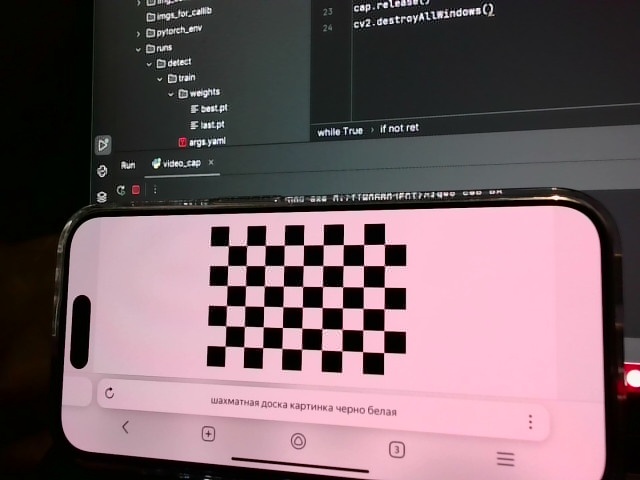 imgs_for_callib
pytorch_env
runs
detect
train
weights
best.pt
last.pt
args.yaml
23 cap.release()
24 cv2.destroyAllWindows()
while True › if not ret
Run video_cap ×
шахматная доска картинка черно белая
3